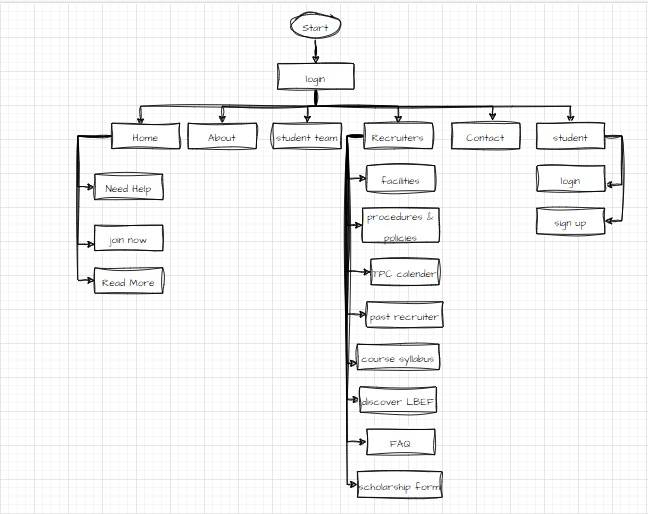 Start
login
Home
About
student team
Recruiters
Contact
student
Need Help
join now
Read More
facilities
procedures &
policies
TPC calender
past recruiter
course syllabus
discover LBEF
FAQ
scholarship form
login
sign up